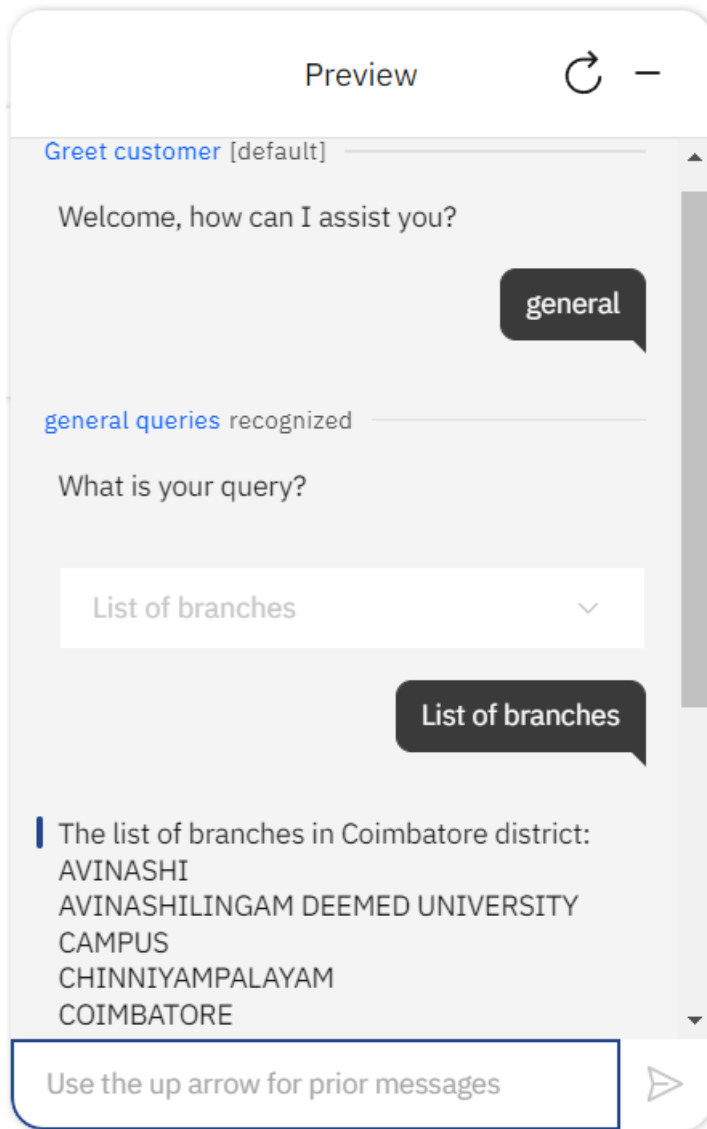 Preview
Greet customer [default]
Welcome, how can I assist you?
general
general queries recognized
What is your query?
List of branches
List of branches
The list of branches in Coimbatore district:
AVINASHI
AVINASHILINGAM DEEMED UNIVERSITY
CAMPUS
CHINNIYAMPALAYAM
COIMBATORE
Use the up arrow for prior messages